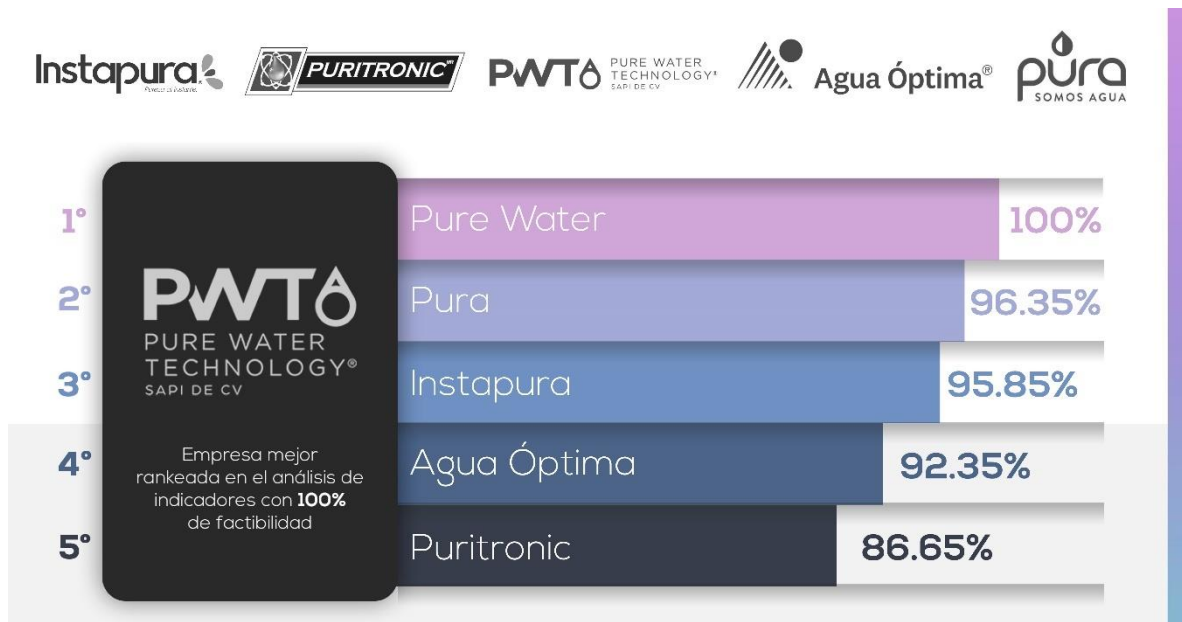 Instapura
PURITRONIC
PWT PURE WATER
TECHNOLOGY®
SAPI DE CV
Agua Óptima®
pura
SOMOS AGUA
PWT
PURE WATER
TECHNOLOGY®
SAPI DE CV
Empresa mejor
rankeada en el análisis de
indicadores con 100%
de factibilidad
1° Pure Water 100%
2° Pura 96.35%
3° Instapura 95.85%
4° Agua Óptima 92.35%
5° Puritronic 86.65%